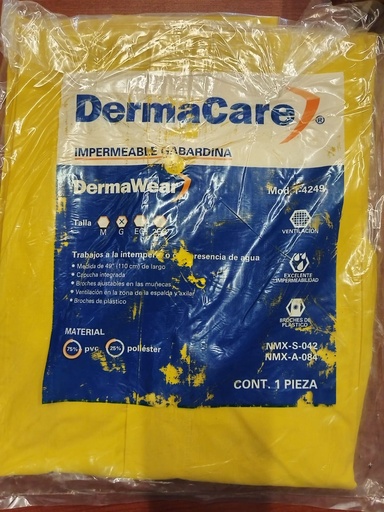 DermaCare®
IMPERMEABLE GABARDINA
DermaWear
Mod. T-4249
Talla M G EG
VENTILACIÓN
Trabajos a la intemperie o con presencia de agua
• Medida de 49" (110 cm) de largo
• Capucha integrada
• Broches ajustables en las muñecas
• Ventilación en la zona de la espalda y axilar
• Broches de plástico
EXCELENTE
IMPERMEABILIDAD
BROCHES DE
PLÁSTICO
MATERIAL
75% pvc 25% poliéster
NMX-S-042
NMX-A-084
CONT. 1 PIEZA